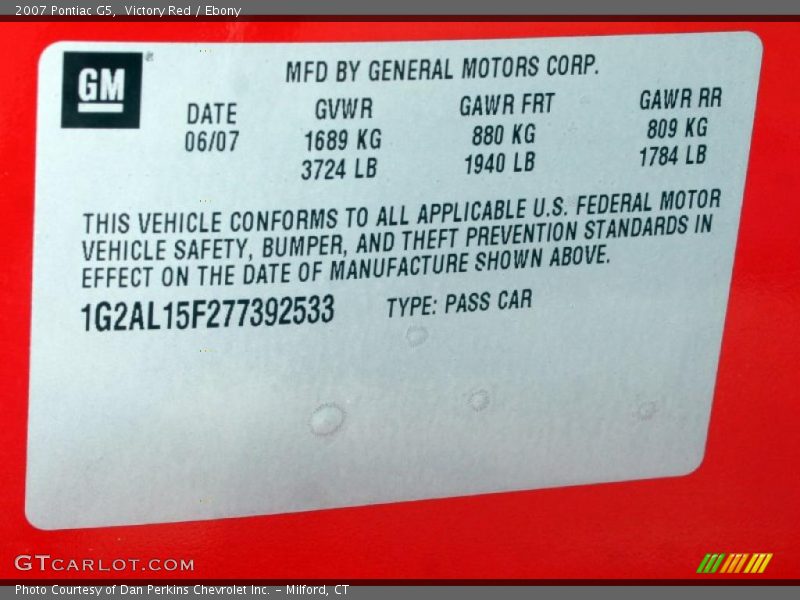 2007 Pontiac G5, Victory Red / Ebony
GM
MFD BY GENERAL MOTORS CORP.
DATE GVWR GAWR FRT GAWR RR
06/07 1689 KG 880 KG 809 KG
3724 LB 1940 LB 1784 LB
THIS VEHICLE CONFORMS TO ALL APPLICABLE U.S. FEDERAL MOTOR
VEHICLE SAFETY, BUMPER, AND THEFT PREVENTION STANDARDS IN
EFFECT ON THE DATE OF MANUFACTURE SHOWN ABOVE.
1G2AL15F277392533 TYPE: PASS CAR
GTCARLOT.COM
Photo Courtesy of Dan Perkins Chevrolet Inc. - Milford, CT